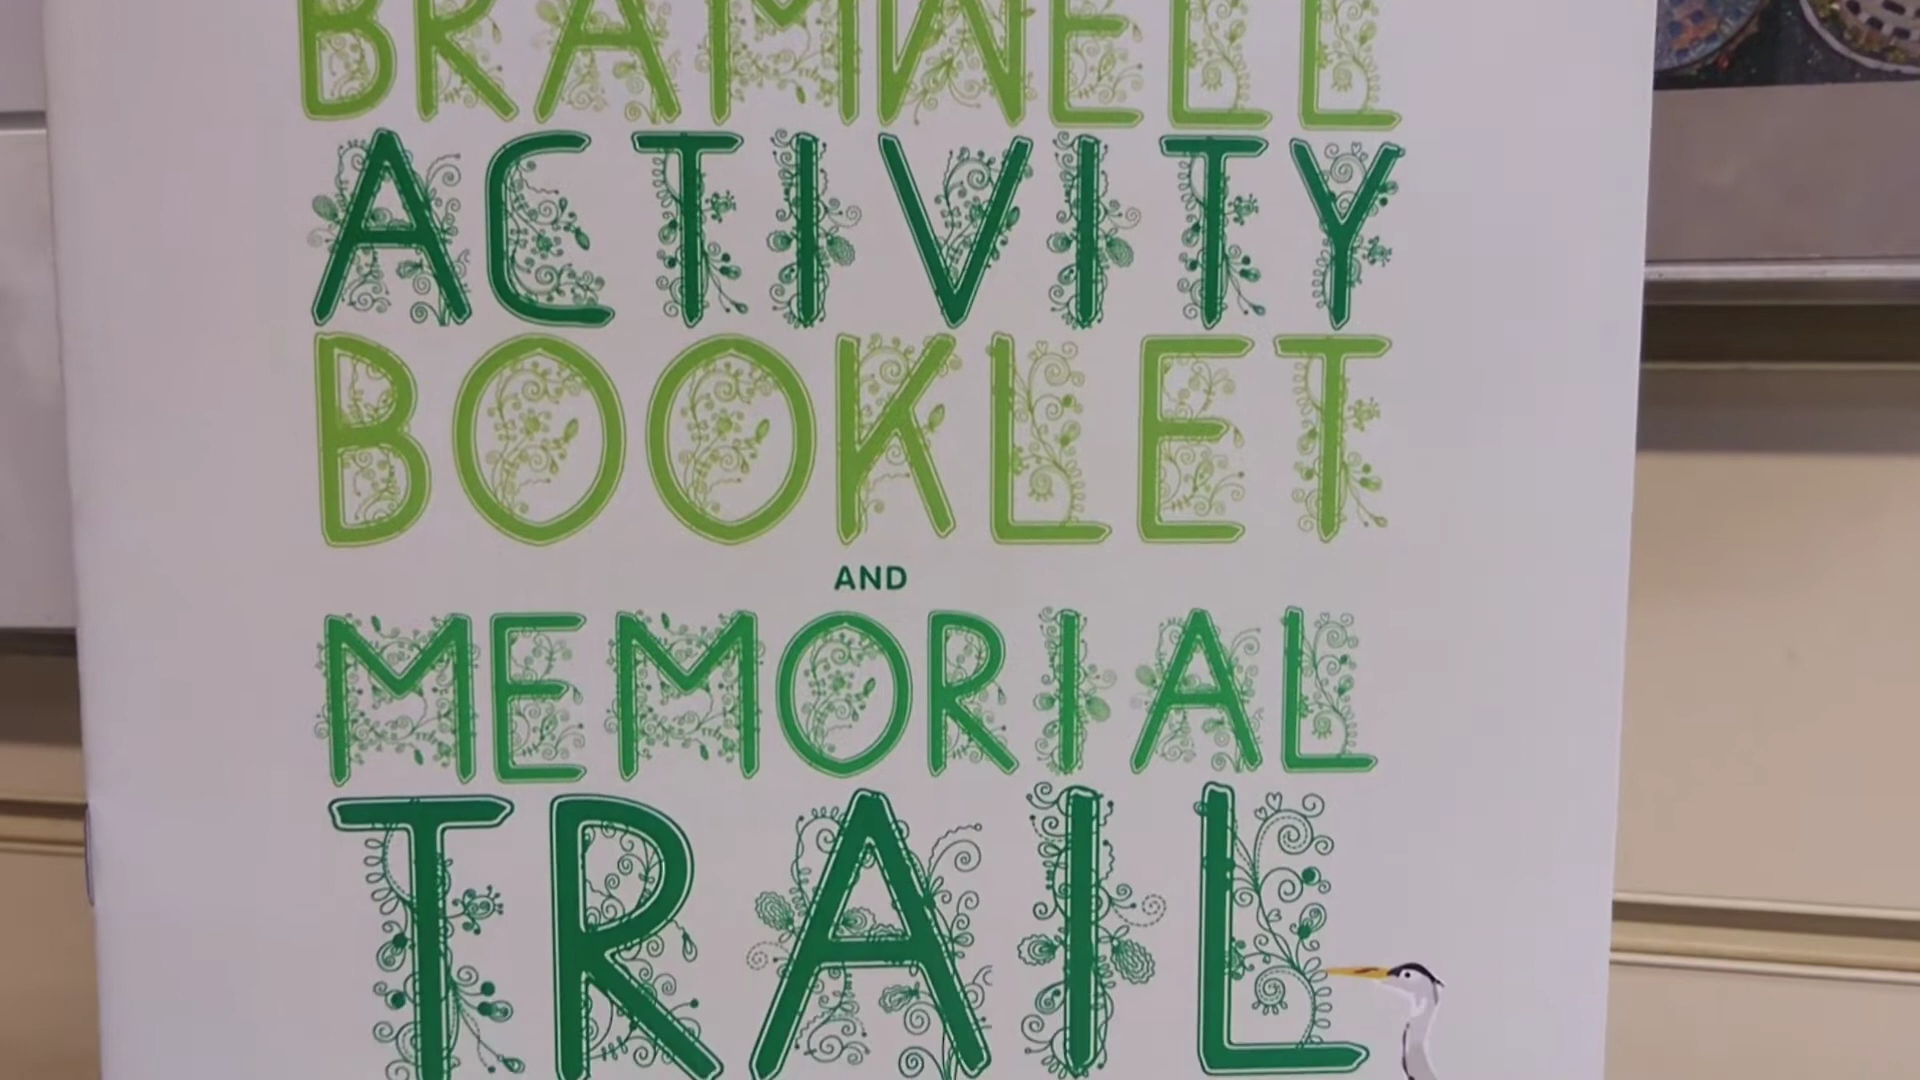 BRAMWELL
ACTIVITY
BOOKLET
AND
MEMORIAL
TRAIL